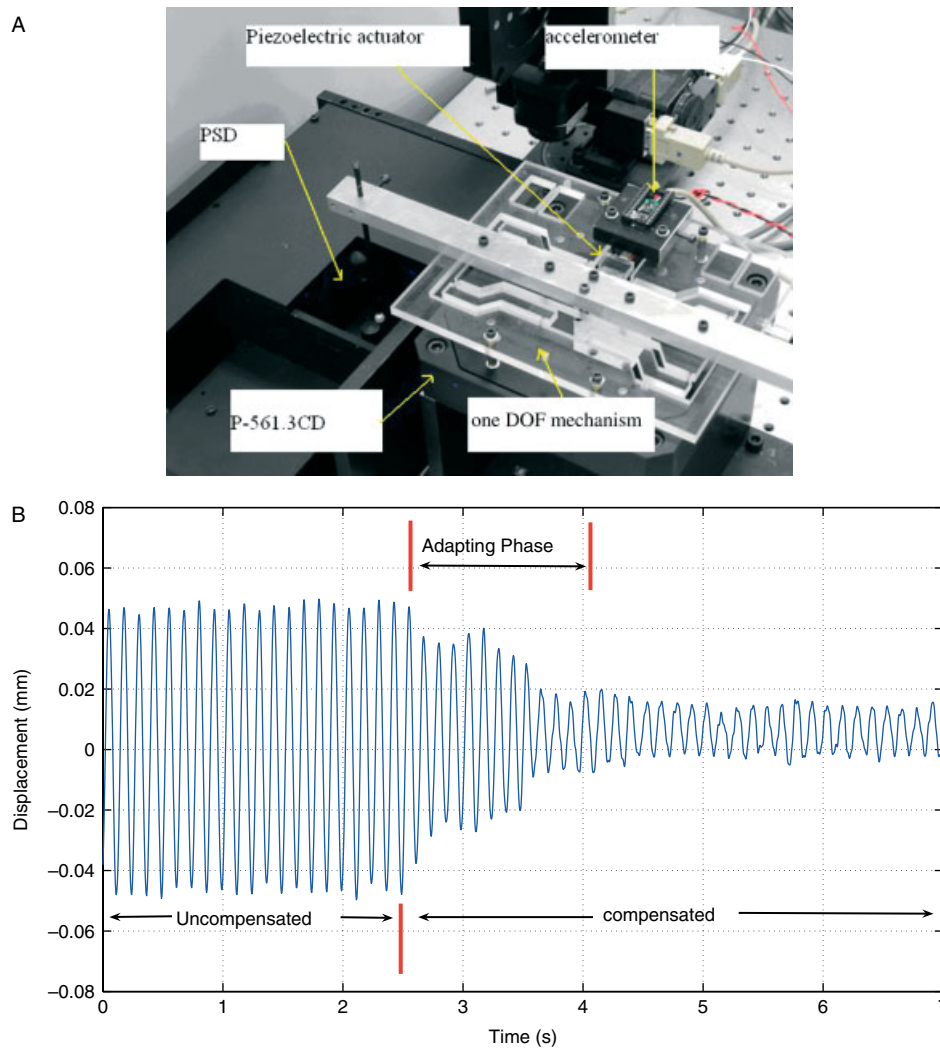 A
Piezoelectric actuator
accelerometer
PSD
P-561.3CD
one DOF mechanism
B
0.08
0.06
0.04
0.02
0
−0.02
−0.04
−0.06
−0.08
Displacement (mm)
Adapting Phase
Uncompensated
compensated
0
1
2
3
4
5
6
7
Time (s)